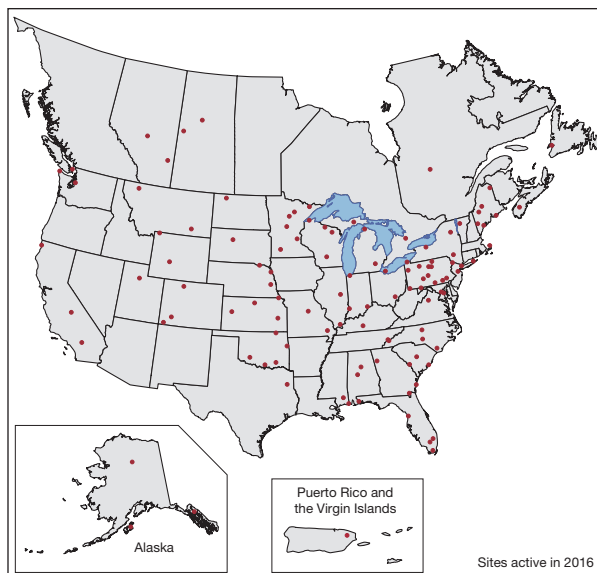 Puerto Rico and
the Virgin Islands
Alaska
Sites active in 2016